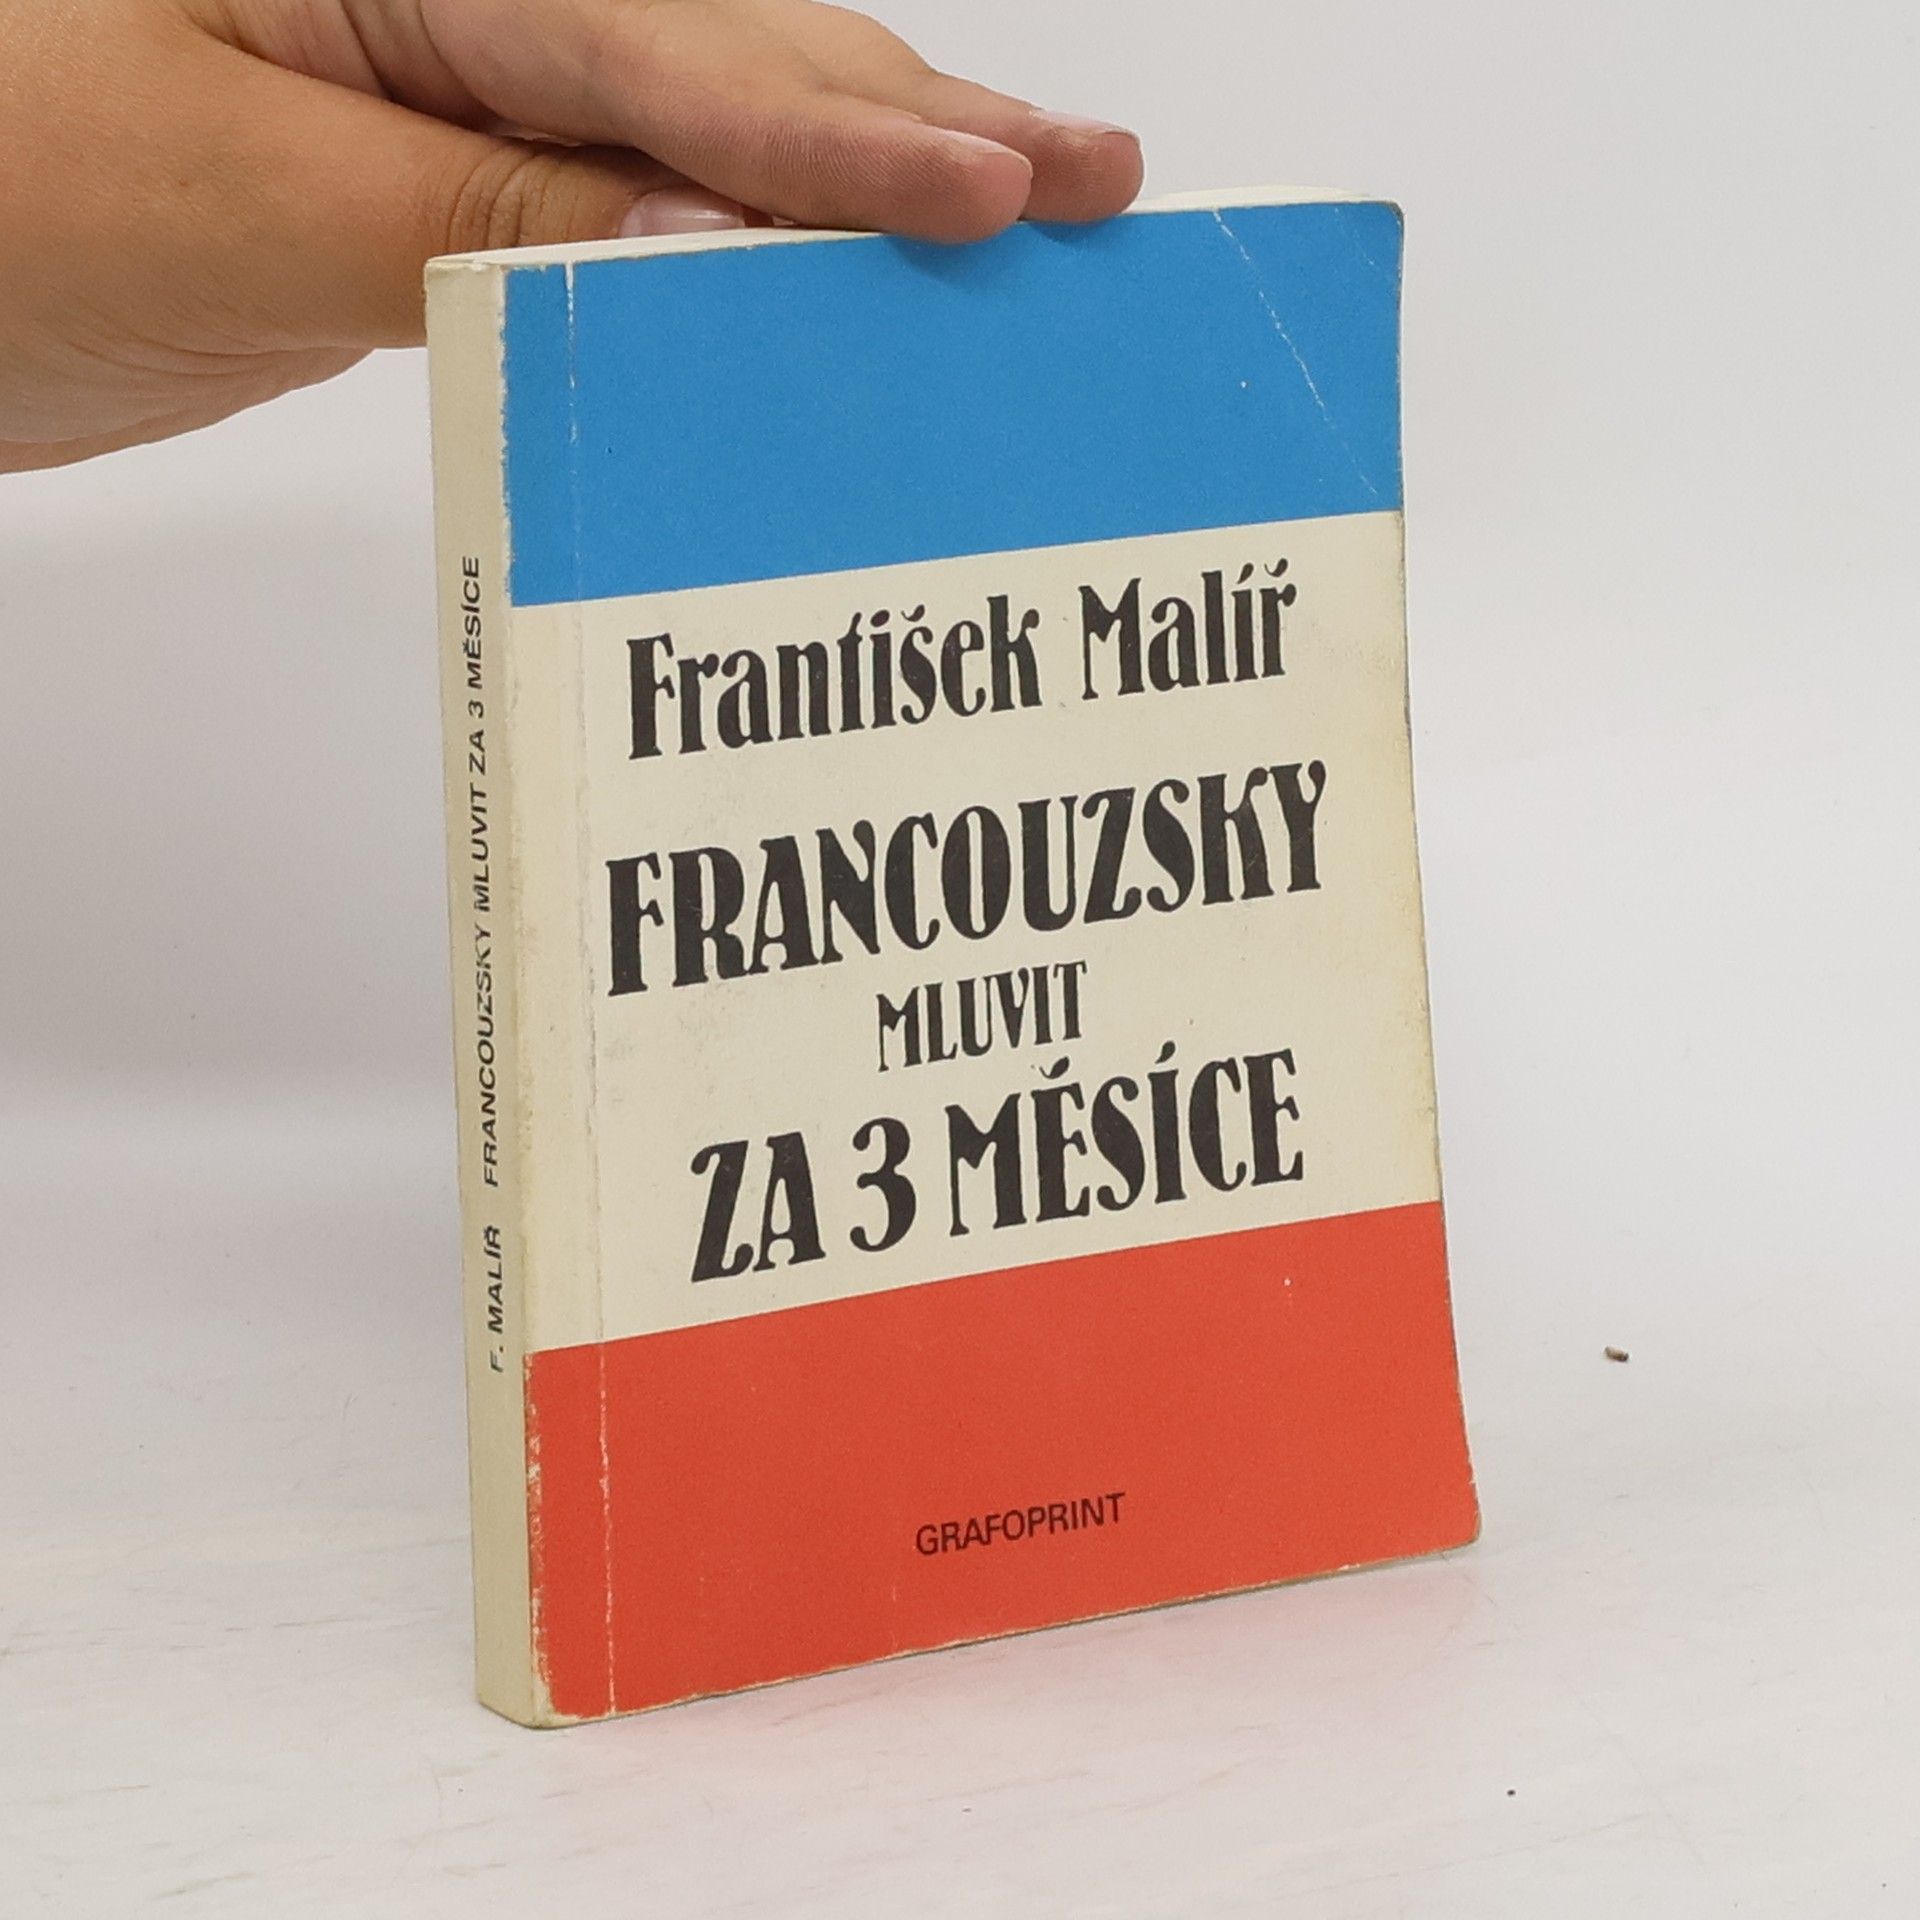 František Malíř
FRANCOUZSKY
MLUVIT
ZA 3 MĚSÍCE
GRAFOPRINT
F. MALÍŘ FRANCOUZSKY MLUVIT ZA 3 MĚSÍCE